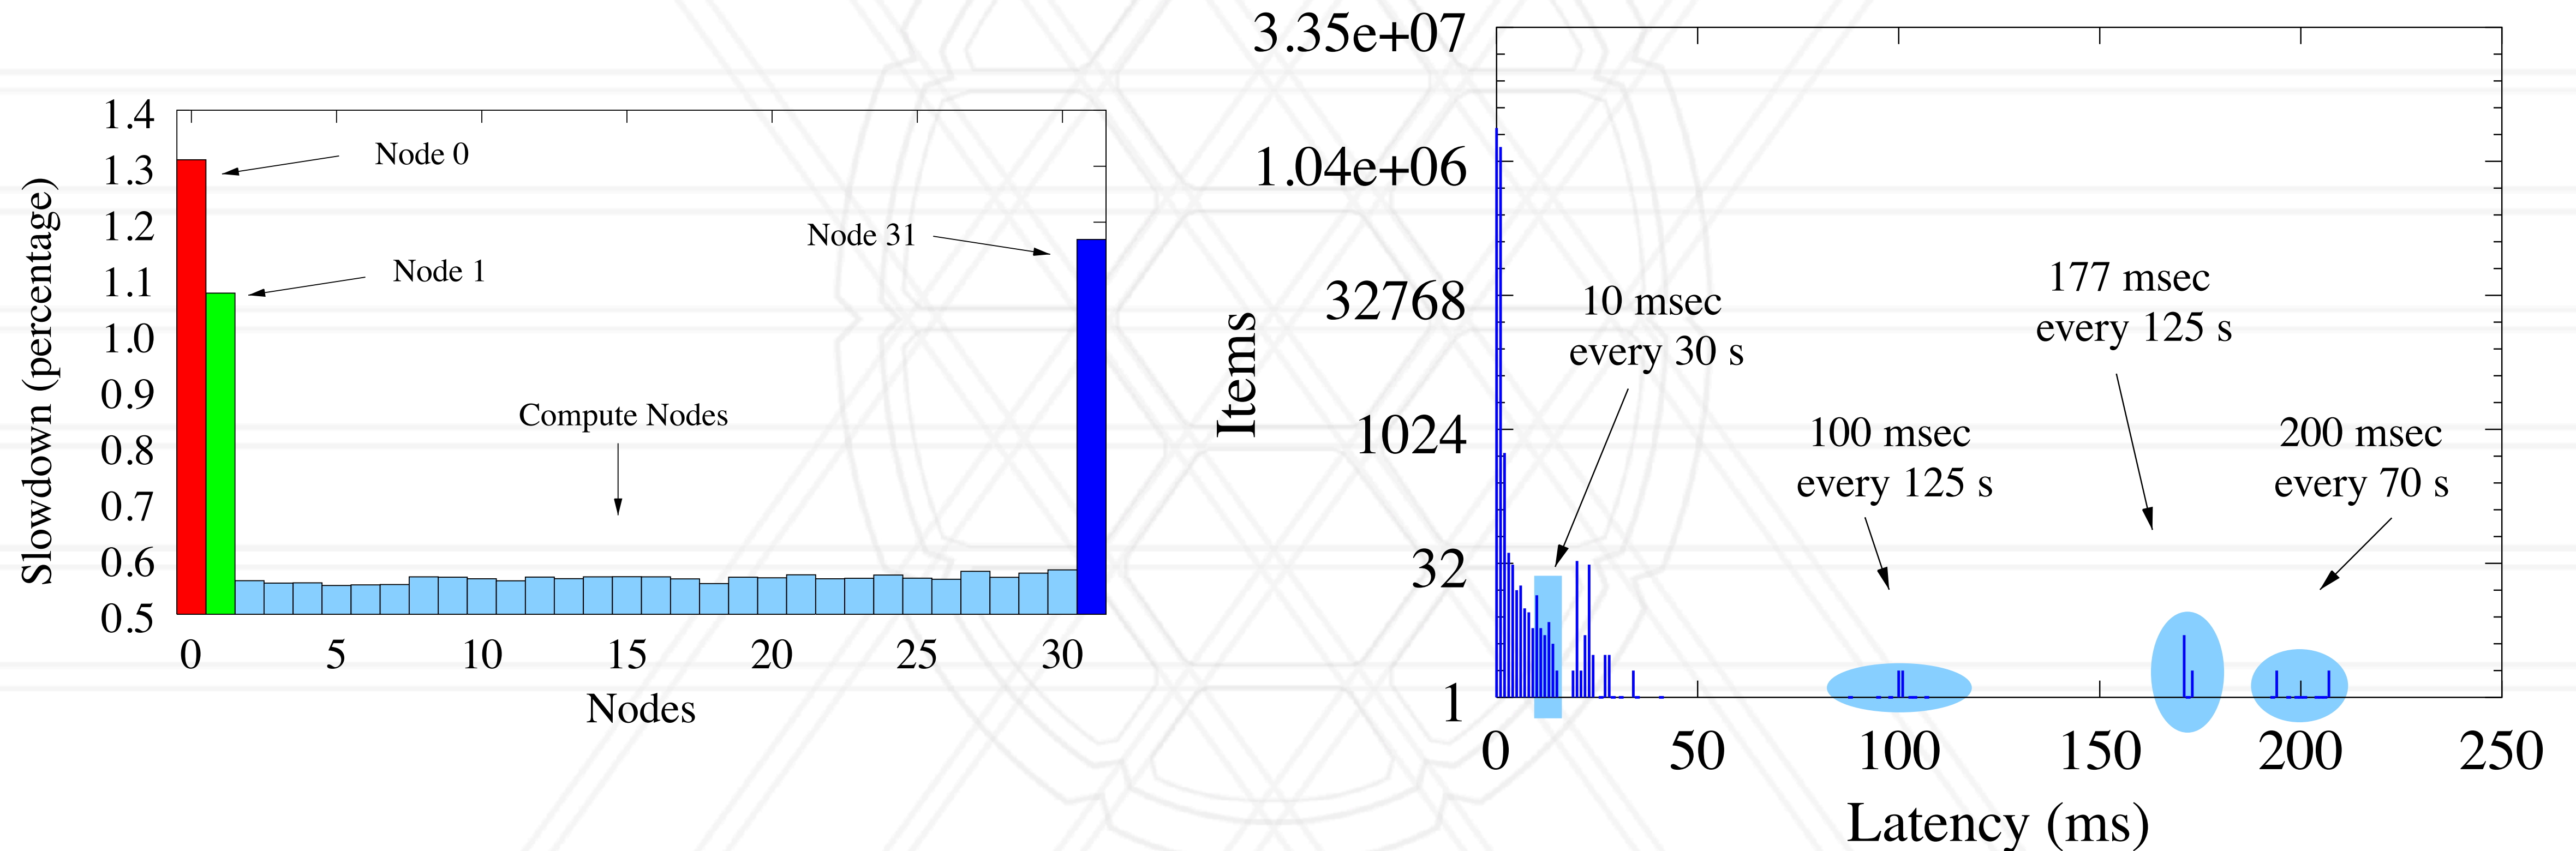 Slowdown (percentage)
1.4
1.3
1.2
1.1
1.0
0.9
0.8
0.7
0.6
0.5
Node 0
Node 1
Node 31
Compute Nodes
0 5 10 15 20 25 30
Nodes
Items
3.35e+07
1.04e+06
32768
1024
32
1
10 msec
every 30 s
100 msec
every 125 s
177 msec
every 125 s
200 msec
every 70 s
0 50 100 150 200 250
Latency (ms)